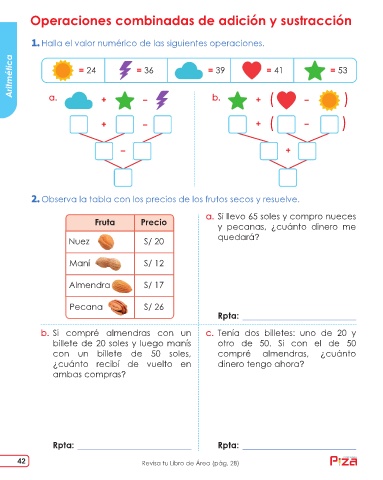 Operaciones combinadas de adición y sustracción
Aritmética
1. Halla el valor numérico de las siguientes operaciones.
= 24 = 36 = 39 = 41 = 53
a. + - b. + ( - )
+ - + ( - )
- +
2. Observa la tabla con los precios de los frutos secos y resuelve.
Fruta Precio
Nuez S/ 20
Maní S/ 12
Almendra S/ 17
Pecana S/ 26
a. Si llevo 65 soles y compro nueces
y pecanas, ¿cuánto dinero me
quedará?
Rpta:
b. Si compré almendras con un
billete de 20 soles y luego manís
con un billete de 50 soles,
¿cuánto recibí de vuelto en
ambas compras?
Rpta:
c. Tenía dos billetes: uno de 20 y
otro de 50. Si con el de 50
compré almendras, ¿cuánto
dinero tengo ahora?
Rpta:
42
Revisa tu Libro de Área (pág. 28)